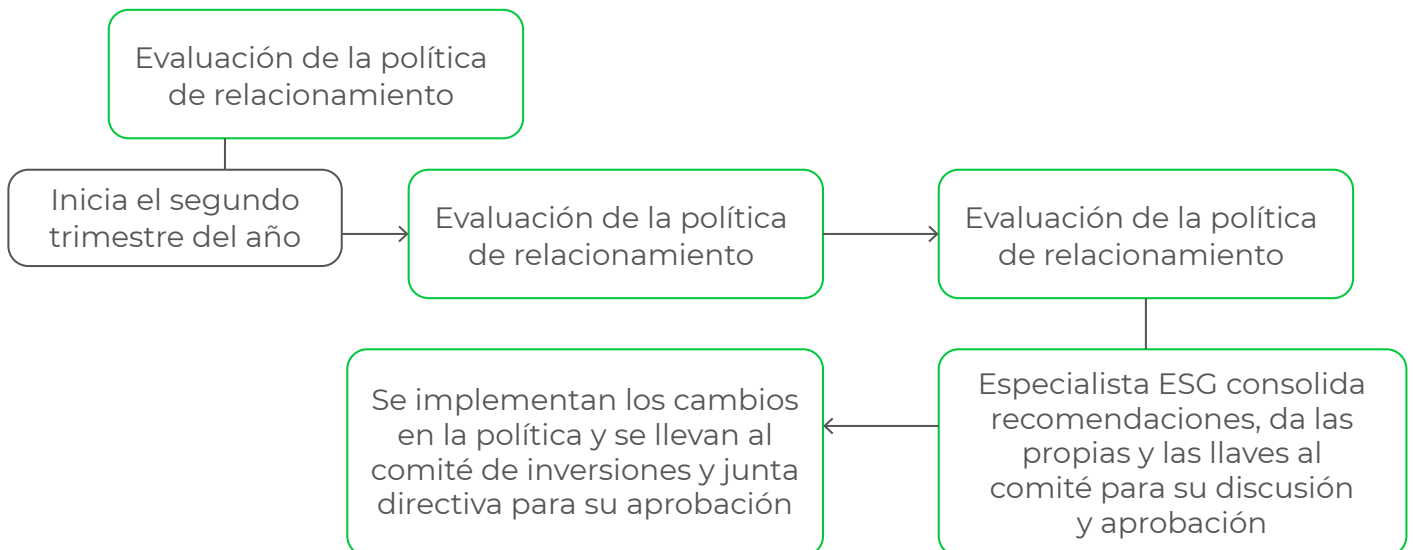 Evaluación de la política
de relacionamiento
Inicia el segundo
trimestre del año
Evaluación de la política
de relacionamiento
Evaluación de la política
de relacionamiento
Especialista ESG consolida
recomendaciones, da las
propias y las llaves al
comité para su discusión
y aprobación
Se implementan los cambios
en la política y se llevan al
comité de inversiones y junta
directiva para su aprobación